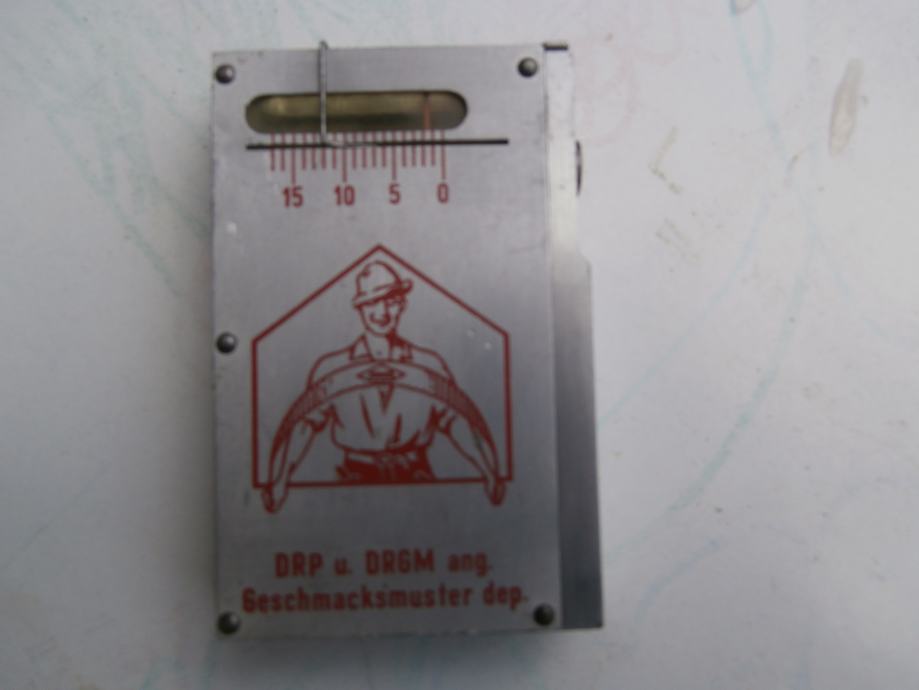 15 10 5 0
DRP u. DRGM ang.
Geschmacksmuster dep.